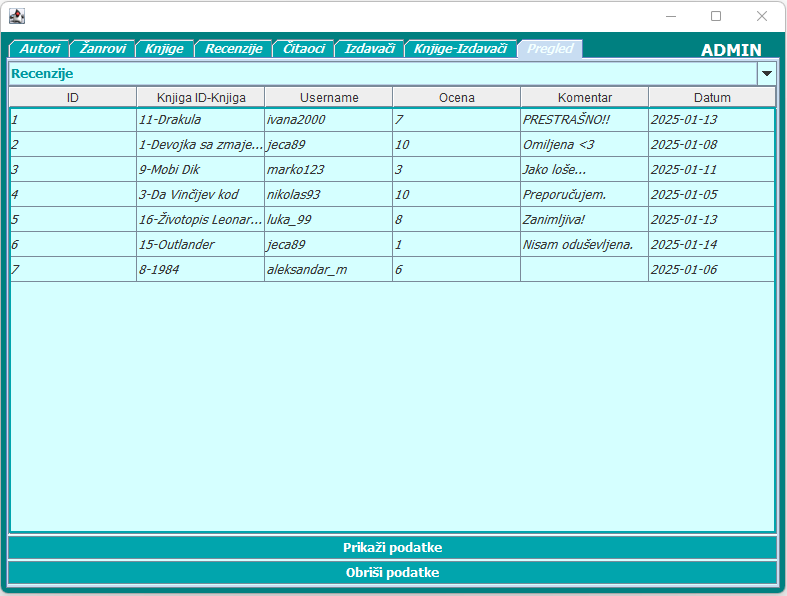 Autori Žanrovi Knjige Recenzije Čitaoci Izdavači Knjige-Izdavači Pregled ADMIN
Recenzije
ID Knjiga ID-Knjiga Username Ocena Komentar Datum
1 11-Drakula ivana2000 7 PRESTRAŠNO!! 2025-01-13
2 1-Devojka sa zmaje... jeca89 10 Omiljena <3 2025-01-08
3 9-Mobi Dik marko123 3 Jako loše... 2025-01-11
4 3-Da Vinčijev kod nikolas93 10 Preporučujem. 2025-01-05
5 16-Životopis Leonar... luka_99 8 Zanimljiva! 2025-01-13
6 15-Outlander jeca89 1 Nisam oduševljena. 2025-01-14
7 8-1984 aleksandar_m 6 2025-01-06
Prikaži podatke
Obriši podatke